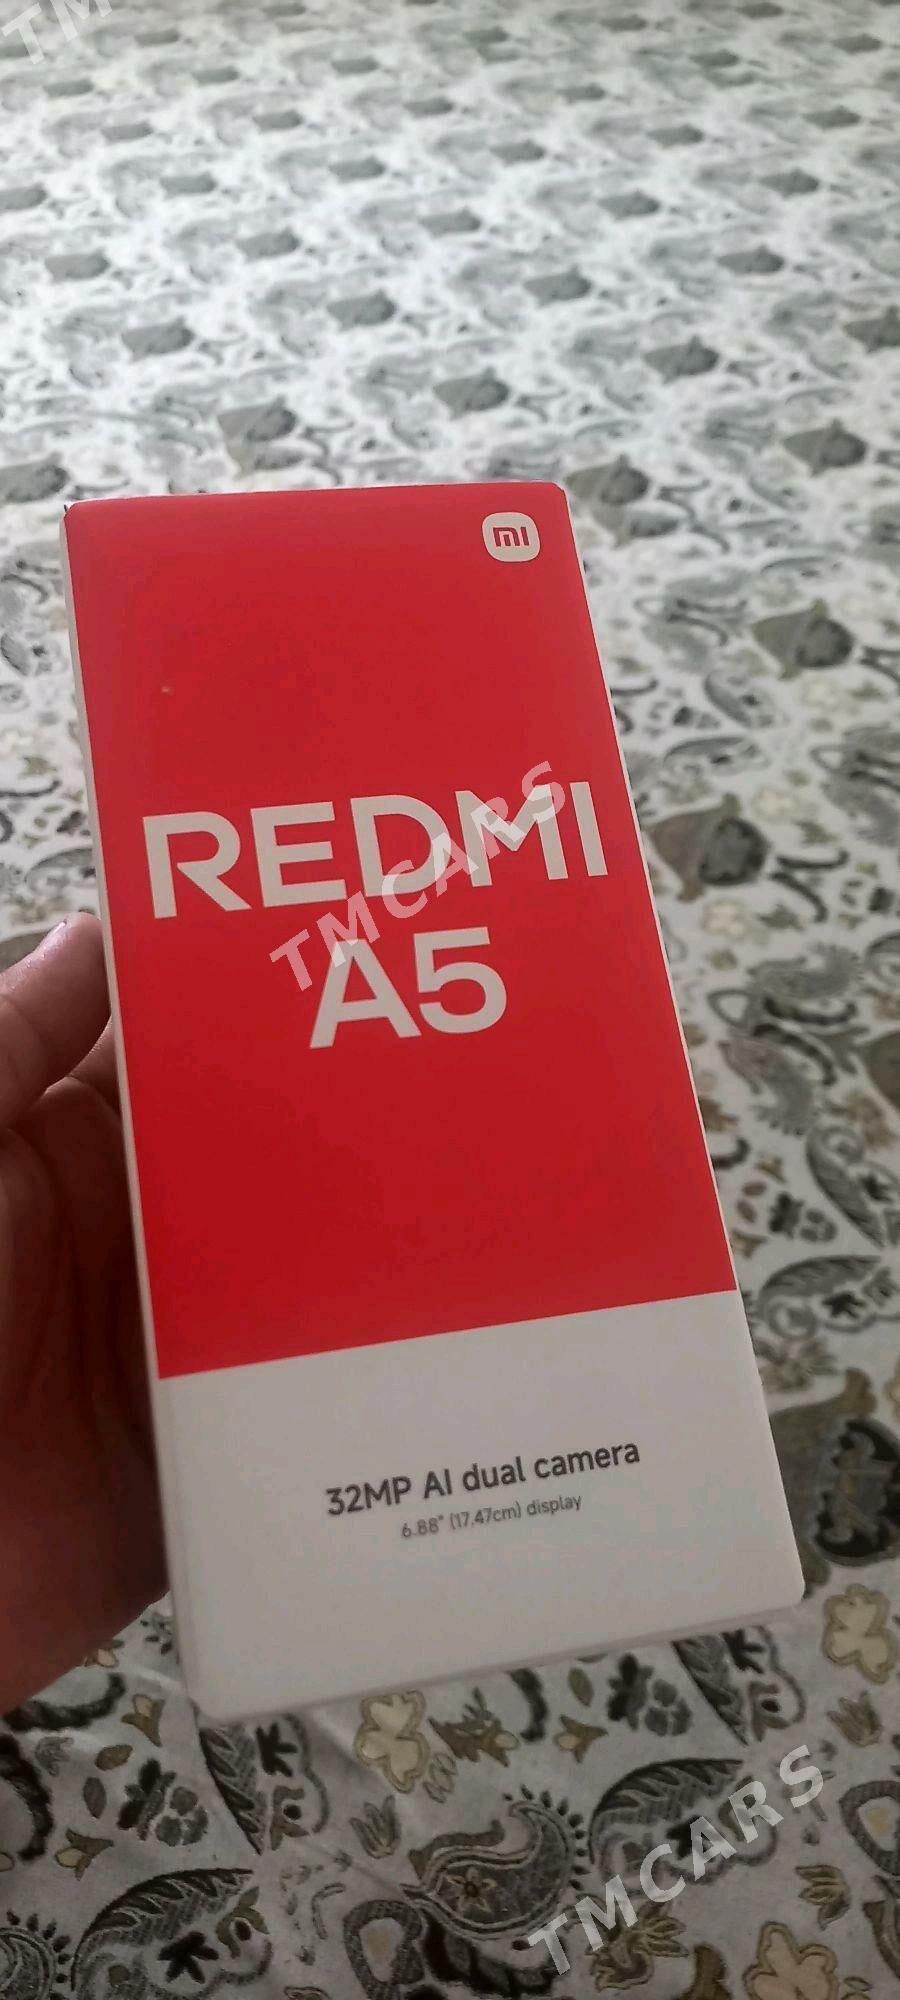 TM
mi
REDMI
A5
TMCARS
32MP AI dual camera
6.88" (17.47cm) display
TMCARS